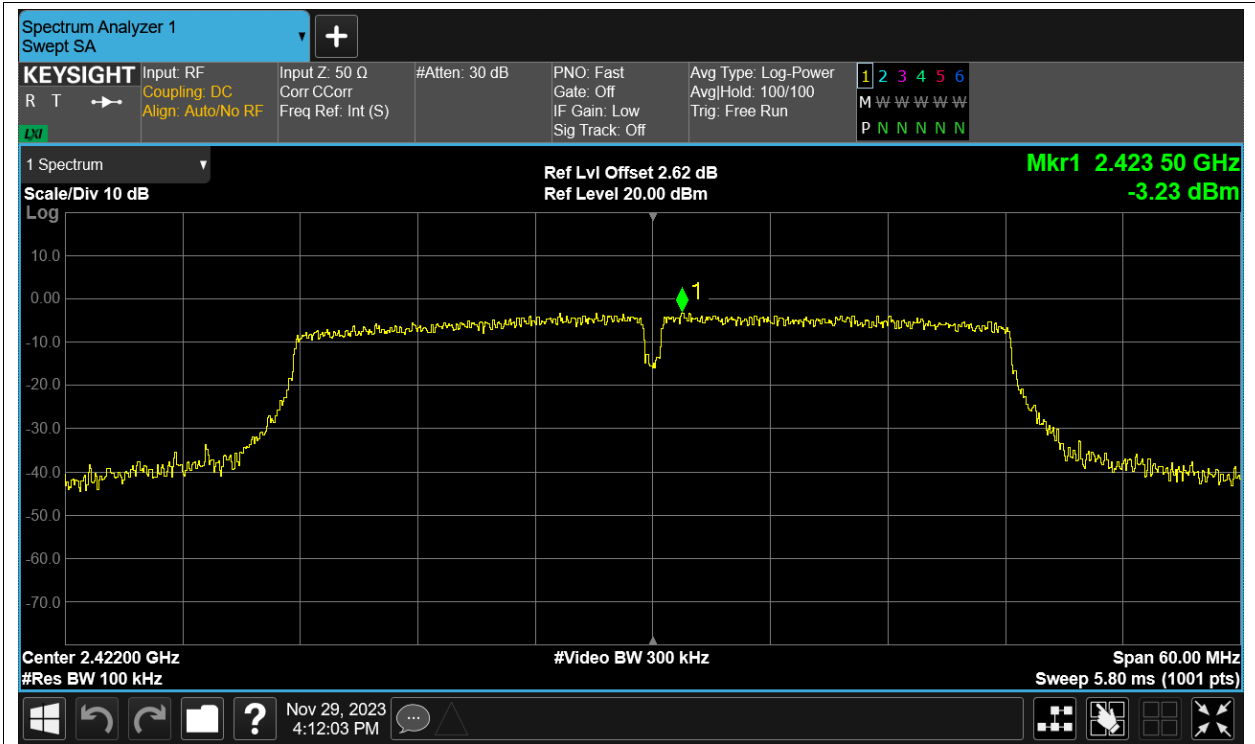 Spectrum Analyzer 1
Swept SA
+
KEYSIGHT
R T
LXI
Input: RF
Coupling: DC
Align: Auto/No RF
Input Z: 50 Ω
Corr CCorr
Freq Ref: Int (S)
#Atten: 30 dB
PNO: Fast
Gate: Off
IF Gain: Low
Sig Track: Off
Avg Type: Log-Power
Avg|Hold: 100/100
Trig: Free Run
1 2 3 4 5 6
M W W W W W
P N N N N N
1 Spectrum
Scale/Div 10 dB
Log
Ref Lvl Offset 2.62 dB
Ref Level 20.00 dBm
Mkr1 2.423 50 GHz
-3.23 dBm
10.0
0.00
-10.0
-20.0
-30.0
-40.0
-50.0
-60.0
-70.0
1
Center 2.42200 GHz
#Res BW 100 kHz
#Video BW 300 kHz
Span 60.00 MHz
Sweep 5.80 ms (1001 pts)
?
Nov 29, 2023
4:12:03 PM